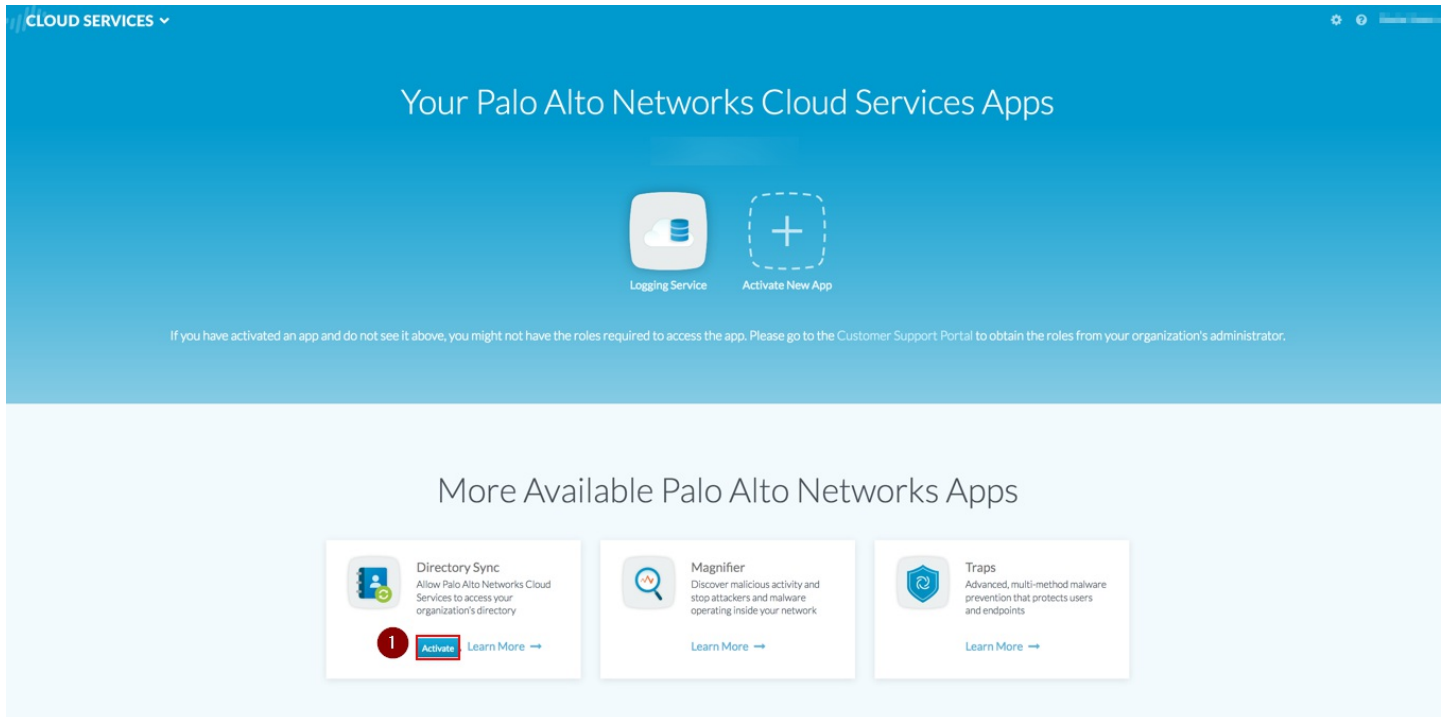 CLOUD SERVICES
Your Palo Alto Networks Cloud Services Apps
Logging Service
Activate New App
If you have activated an app and do not see it above, you might not have the roles required to access the app. Please go to the Customer Support Portal to obtain the roles from your organization's administrator.
More Available Palo Alto Networks Apps
Directory Sync
Allow Palo Alto Networks Cloud
Services to access your
organization's directory
1
Activate
Learn More →
Magnifier
Discover malicious activity and
stop attackers and malware
operating inside your network
Learn More →
Traps
Advanced, multi-method malware
prevention that protects users
and endpoints
Learn More →